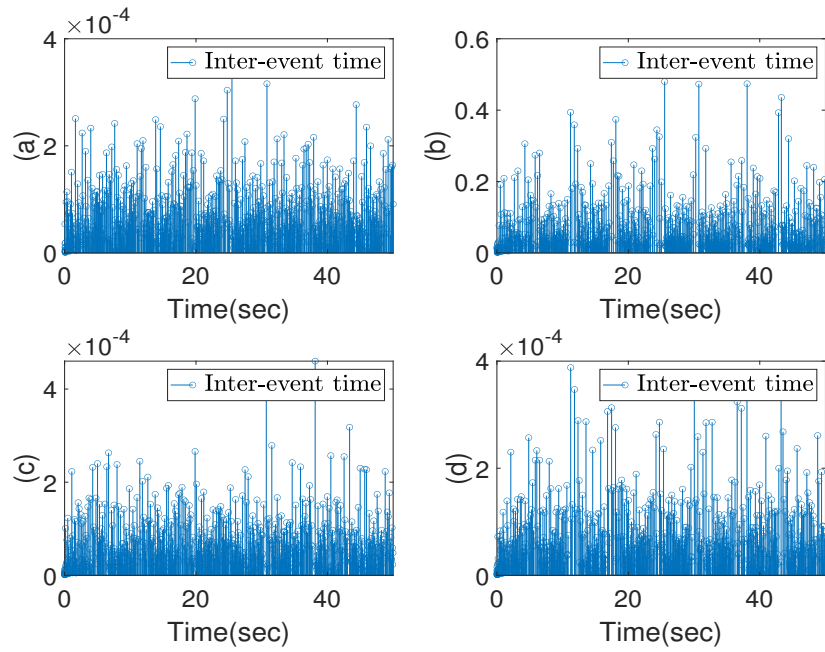 ×10⁻⁴
4
2
0
(a)
Inter-event time
0 20 40
Time(sec)
0.6
0.4
0.2
0
(b)
Inter-event time
0 20 40
Time(sec)
×10⁻⁴
4
2
0
(c)
Inter-event time
0 20 40
Time(sec)
×10⁻⁴
4
2
0
(d)
Inter-event time
0 20 40
Time(sec)